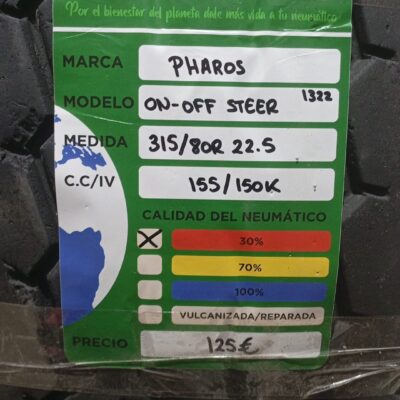 Por el bienestar del planeta date más vida a tu neumático
MARCA PHAROS
MODELO ON-OFF STEER 1322
MEDIDA 315/80R 22.5
C.C/IV 155/150K
CALIDAD DEL NEUMÁTICO
30%
70%
100%
VULCANIZADA/REPARADA
PRECIO 125€